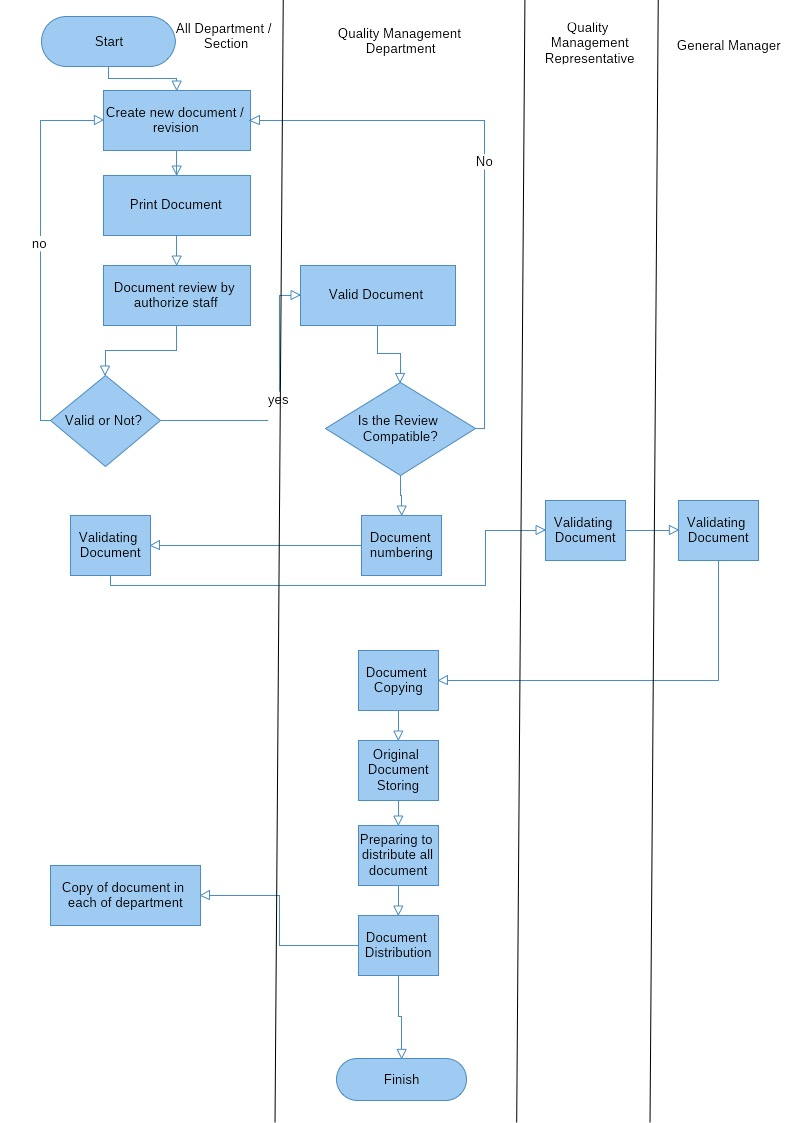 Start
All Department /
Section
Quality Management
Department
Quality
Management
Representative
General Manager
Create new document /
revision
No
Print Document
no
Document review by
authorize staff
Valid Document
yes
Valid or Not?
Is the Review
Compatible?
Validating
Document
Document
numbering
Validating
Document
Validating
Document
Document
Copying
Original
Document
Storing
Preparing to
distribute all
document
Copy of document in
each of department
Document
Distribution
Finish